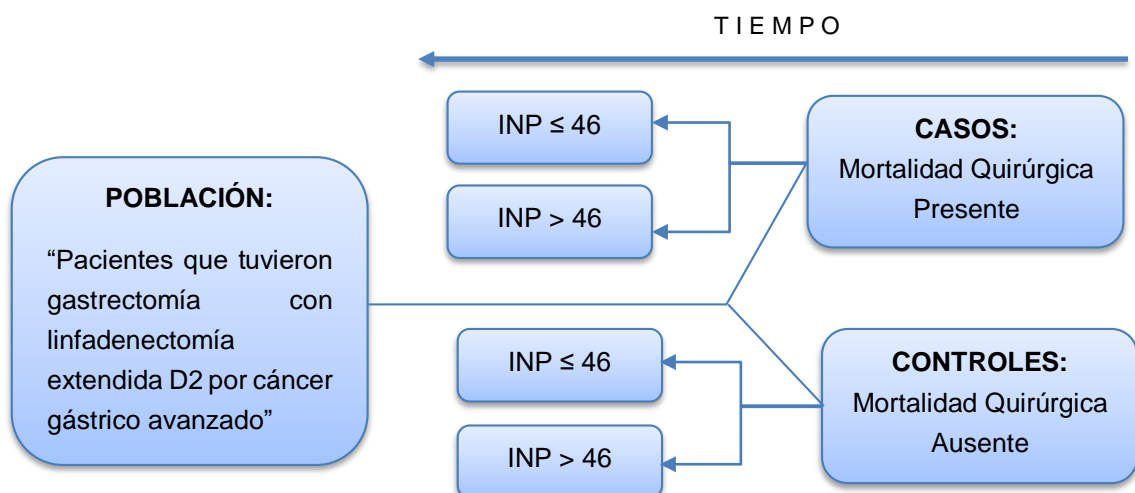 T I E M P O
INP ≤ 46
INP > 46
CASOS:
Mortalidad Quirúrgica
Presente
POBLACIÓN:
“Pacientes que tuvieron
gastrectomía con
linfadenectomía
extendida D2 por cáncer
gástrico avanzado”
INP ≤ 46
INP > 46
CONTROLES:
Mortalidad Quirúrgica
Ausente